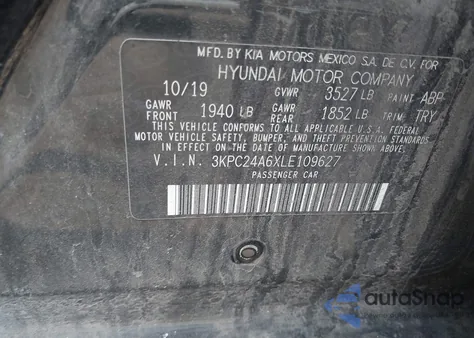 MFD. BY KIA MOTORS MEXICO S.A. DE C.V. FOR
HYUNDAI MOTOR COMPANY
10/19 GVWR 3527 LB PAINT ABP
GAWR FRONT 1940 LB GAWR REAR 1852 LB TRIM TRY
THIS VEHICLE CONFORMS TO ALL APPLICABLE U.S. FEDERAL
MOTOR VEHICLE SAFETY, BUMPER, AND THEFT PREVENTION STANDARDS
IN EFFECT ON THE DATE OF MANUFACTURE SHOWN ABOVE.
V.I.N. 3KPC24A6XLE109627
PASSENGER CAR
autoSnap